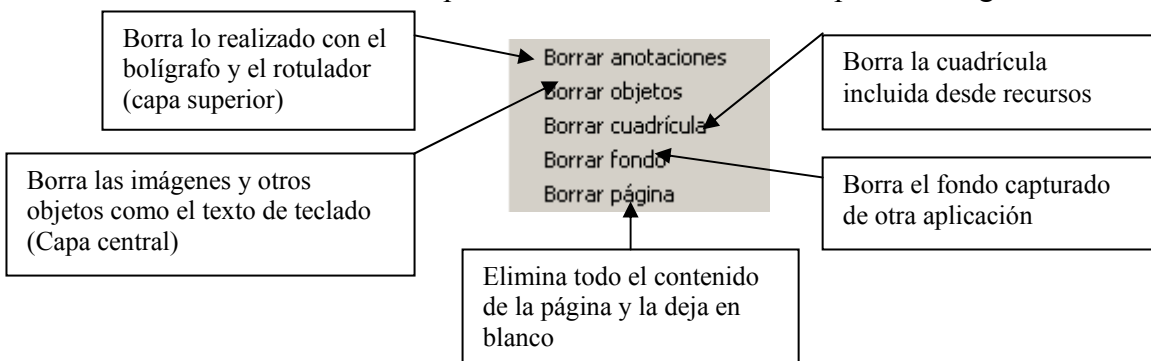 Borra lo realizado con el
bolígrafo y el rotulador
(capa superior)
Borra las imágenes y otros
objetos como el texto de teclado
(Capa central)
Borrar anotaciones
Borrar objetos
Borrar cuadrícula
Borrar fondo
Borrar página
Borra la cuadrícula
incluida desde recursos
Borra el fondo capturado
de otra aplicación
Elimina todo el contenido
de la página y la deja en
blanco